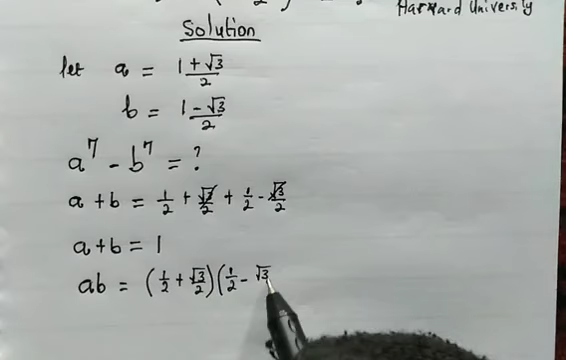 Harvard University
Solution
let a = (1 + √3)/2
b = (1 - √3)/2
a⁷ - b⁷ = ?
a + b = 1/2 + √3/2 + 1/2 - √3/2
a + b = 1
ab = (1/2 + √3/2)(1/2 - √3